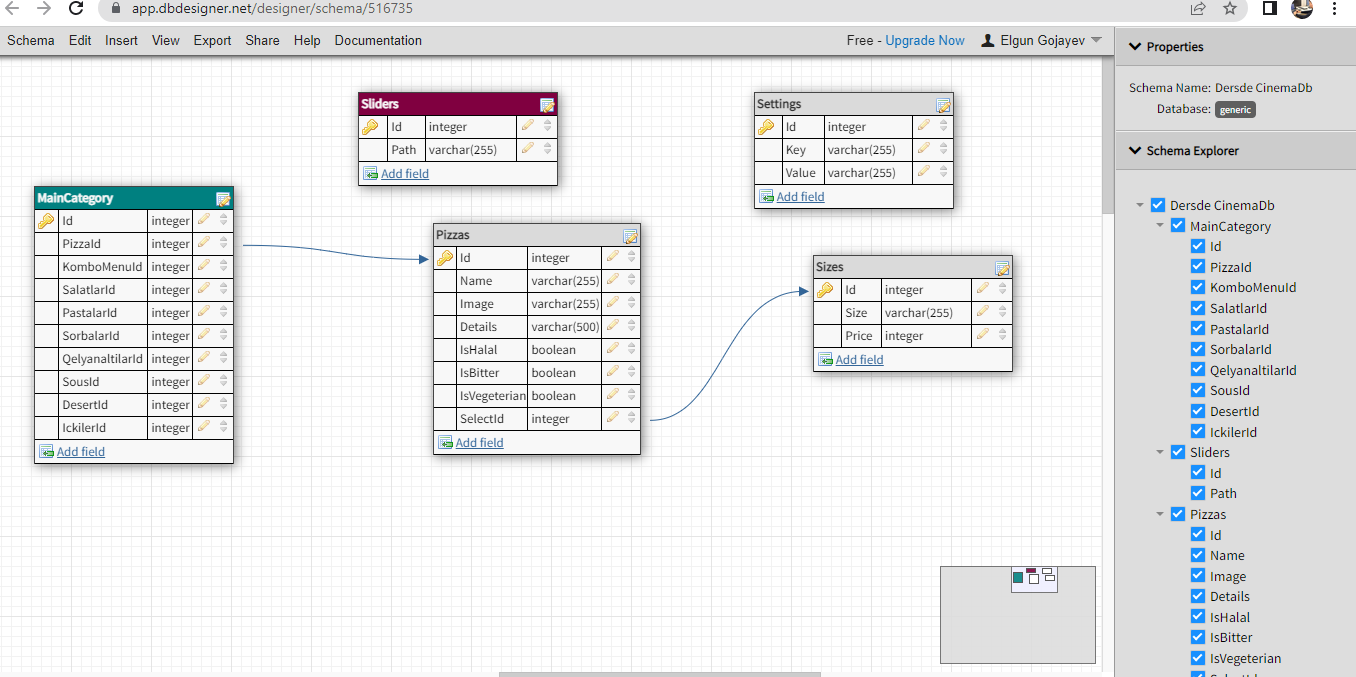 app.dbdesigner.net/designer/schema/516735
Schema Edit Insert View Export Share Help Documentation
Free - Upgrade Now Elgun Gojayev
Sliders
Id integer
Path varchar(255)
Add field
Settings
Id integer
Key varchar(255)
Value varchar(255)
Add field
MainCategory
Id integer
PizzaId integer
KomboMenuId integer
SalatlarId integer
PastalarId integer
SorbalarId integer
QelyanaltilarId integer
SousId integer
DesertId integer
IckilerId integer
Add field
Pizzas
Id integer
Name varchar(255)
Image varchar(255)
Details varchar(500)
IsHalal boolean
IsBitter boolean
IsVegeterian boolean
SelectId integer
Add field
Sizes
Id integer
Size varchar(255)
Price integer
Add field
Properties
Schema Name: Dersde CinemaDb
Database: generic
Schema Explorer
Dersde CinemaDb
MainCategory
Id
PizzaId
KomboMenuId
SalatlarId
PastalarId
SorbalarId
QelyanaltilarId
SousId
DesertId
IckilerId
Sliders
Id
Path
Pizzas
Id
Name
Image
Details
IsHalal
IsBitter
IsVegeterian